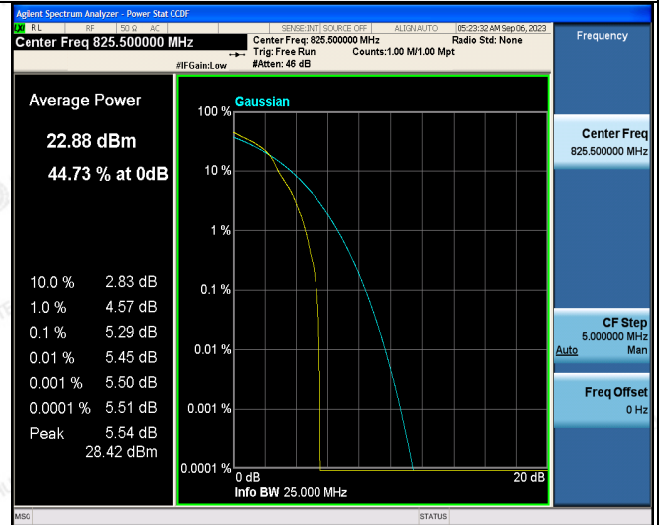 Agilent Spectrum Analyzer - Power Stat CCDF
RL RF 50 Ω AC SENSE:INT SOURCE OFF ALIGN AUTO 05:23:32 AM Sep 06, 2023
Center Freq 825.500000 MHz
Center Freq: 825.500000 MHz Radio Std: None
Trig: Free Run Counts:1.00 M/1.00 Mpt
#IFGain:Low #Atten: 46 dB
Frequency
Average Power
22.88 dBm
44.73 % at 0dB
10.0 % 2.83 dB
1.0 % 4.57 dB
0.1 % 5.29 dB
0.01 % 5.45 dB
0.001 % 5.50 dB
0.0001 % 5.51 dB
Peak 5.54 dB
28.42 dBm
Gaussian
100 %
10 %
1 %
0.1 %
0.01 %
0.001 %
0.0001 %
0 dB 20 dB
Info BW 25.000 MHz
Center Freq
825.500000 MHz
CF Step
5.000000 MHz
Auto Man
Freq Offset
0 Hz
MSG STATUS